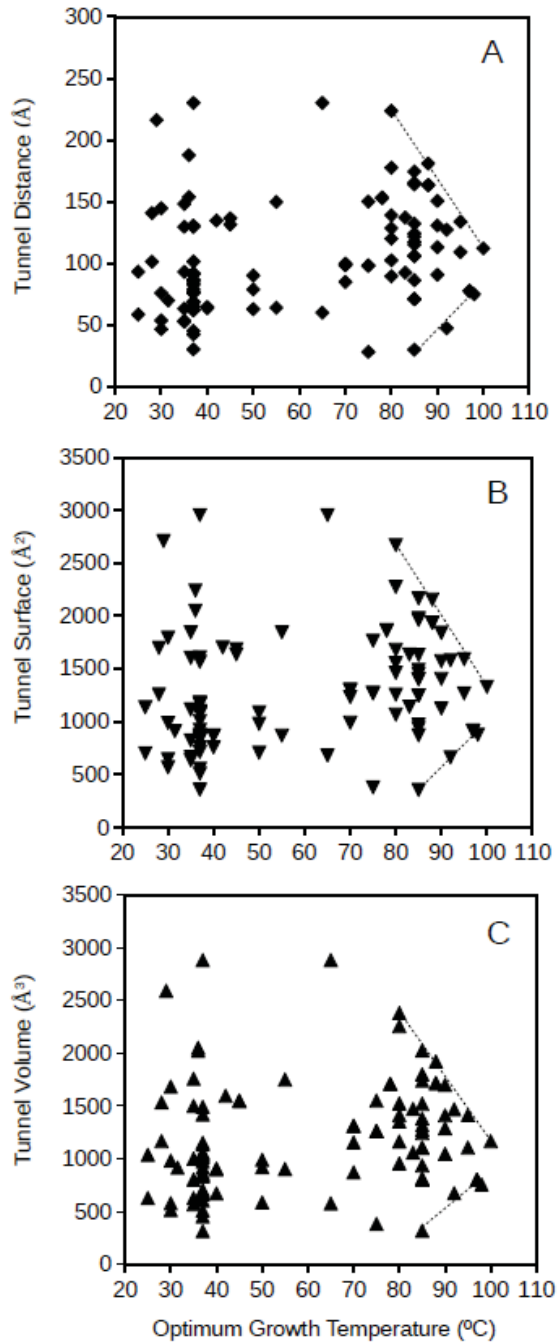 300
A
250
200
150
100
50
0
Tunnel Distance (Å)
20 30 40 50 60 70 80 90 100 110
3500
B
3000
2500
2000
1500
1000
500
0
Tunnel Surface (Å²)
20 30 40 50 60 70 80 90 100 110
3500
C
3000
2500
2000
1500
1000
500
0
Tunnel Volume (Å³)
20 30 40 50 60 70 80 90 100 110
Optimum Growth Temperature (ºC)